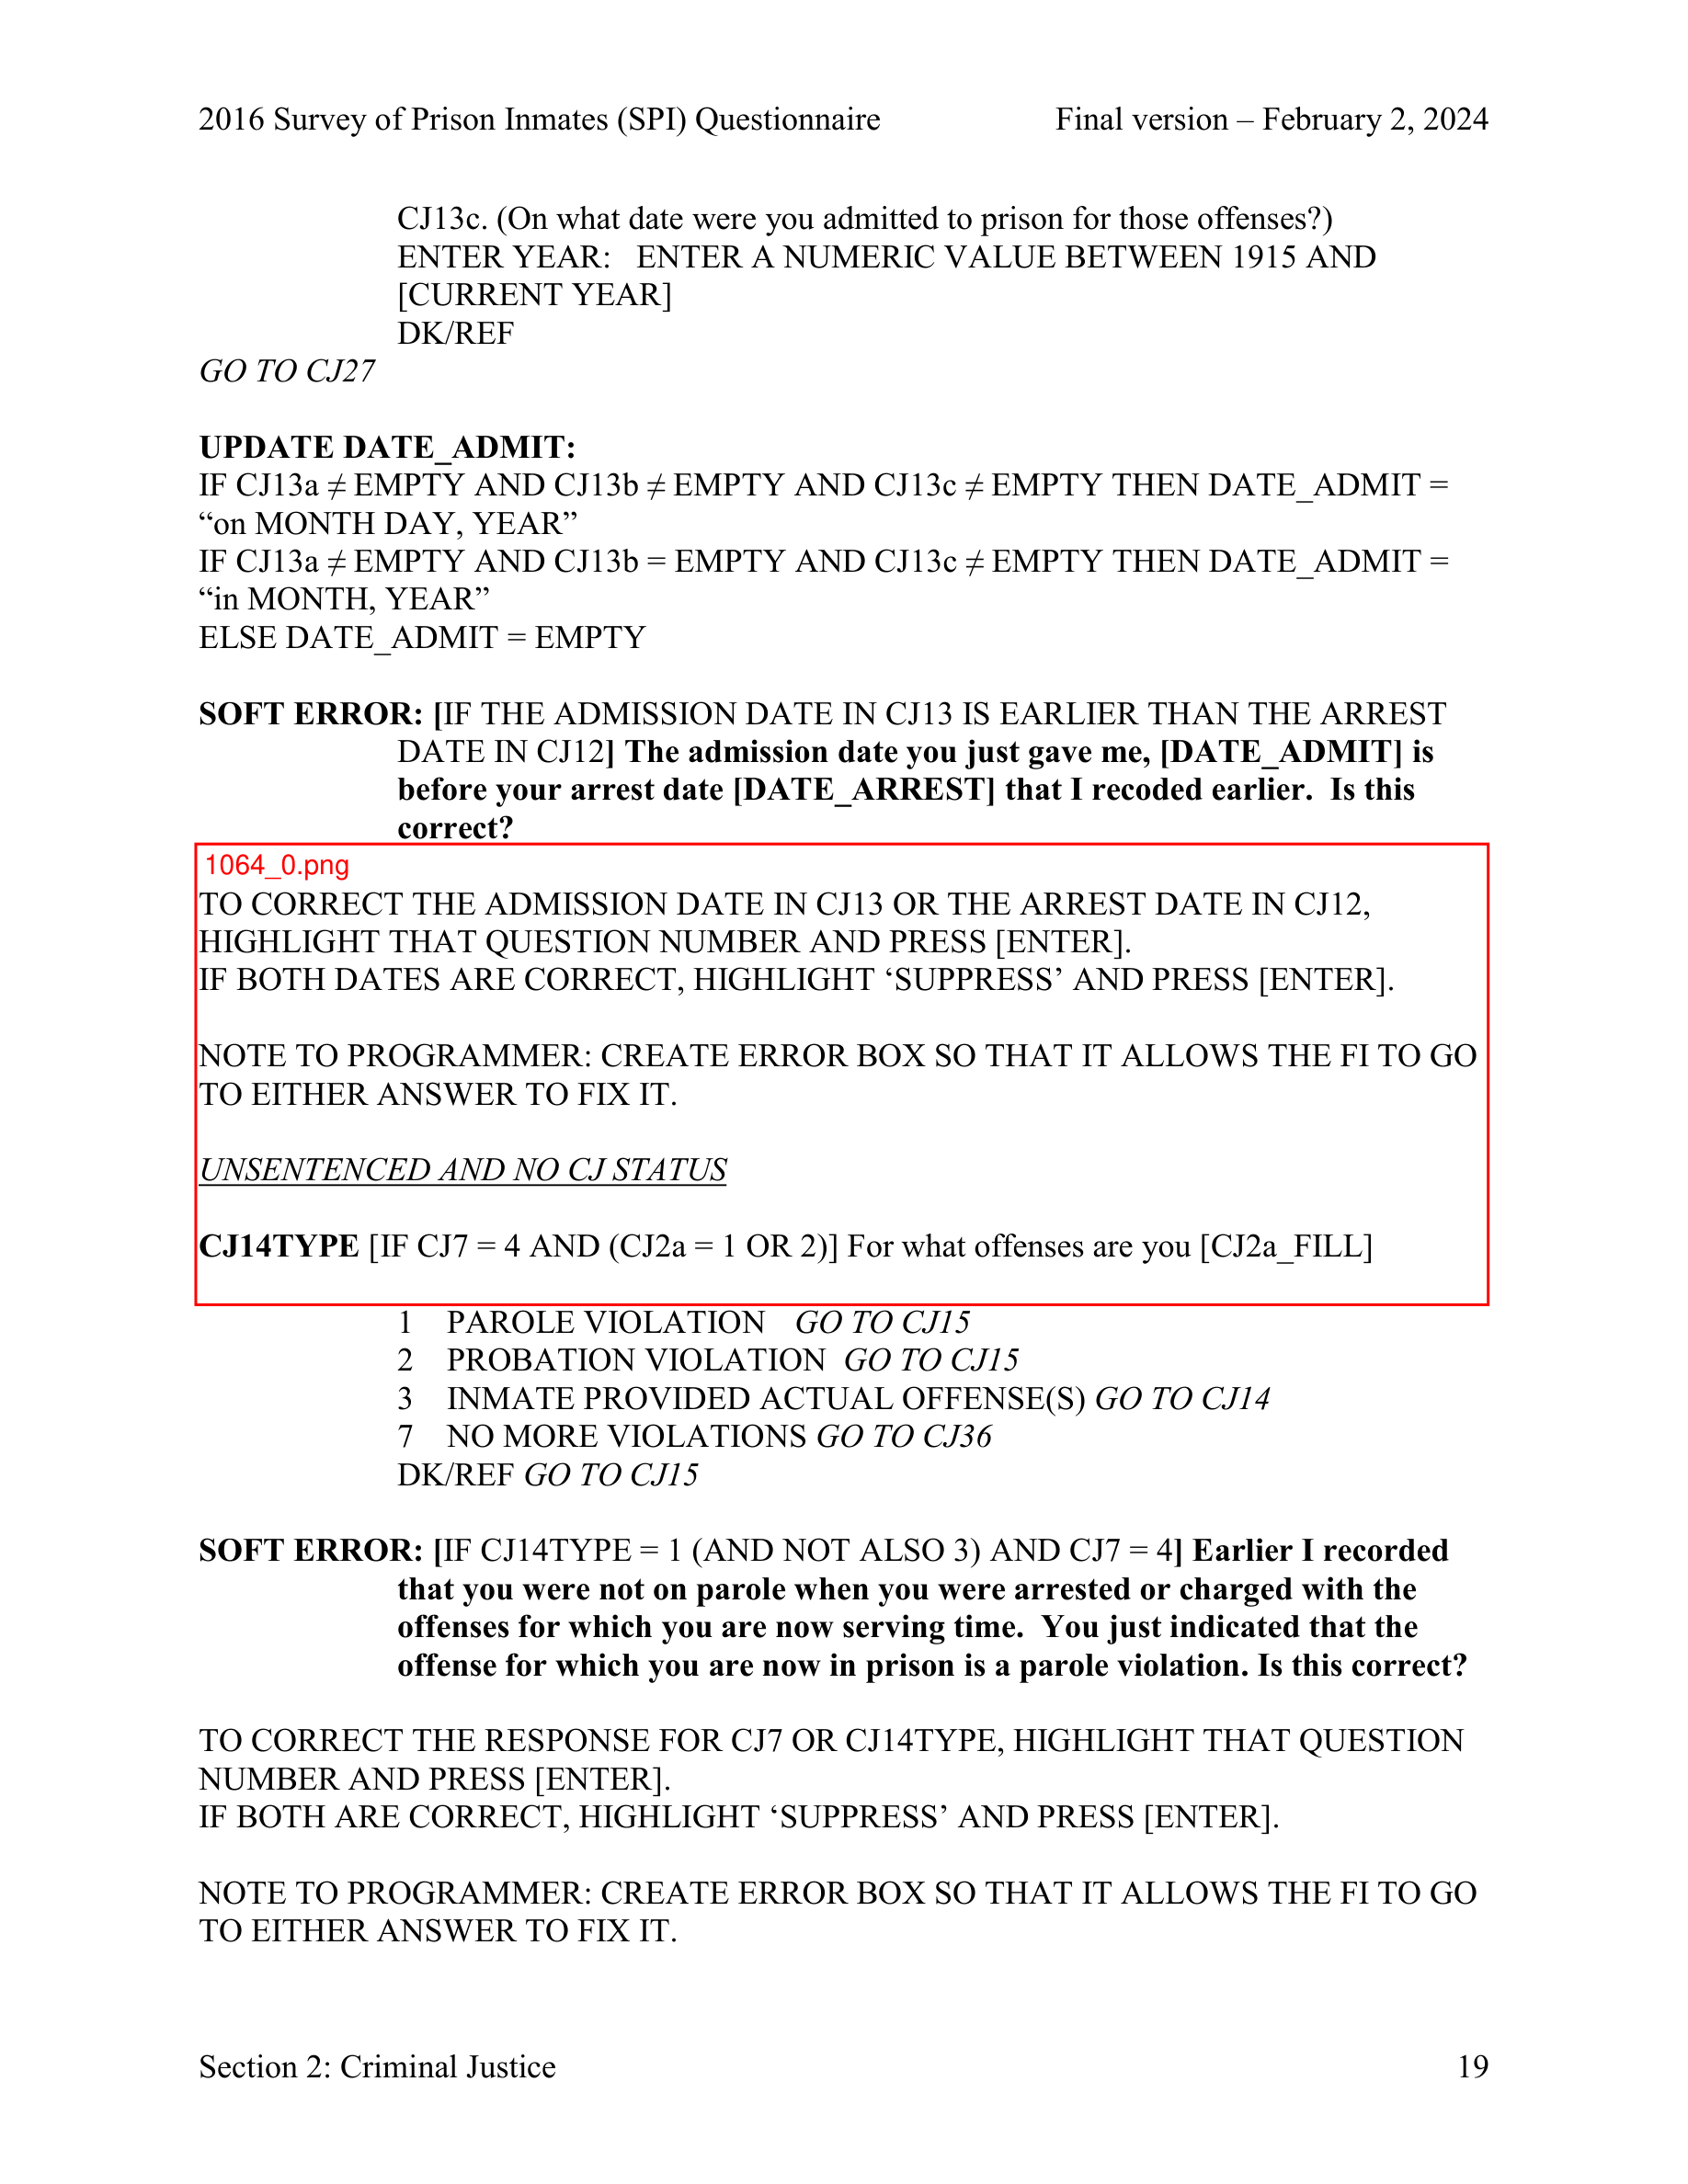 2016 Survey of Prison Inmates (SPI) Questionnaire Final version – February 2, 2024
CJ13c. (On what date were you admitted to prison for those offenses?)
ENTER YEAR: ENTER A NUMERIC VALUE BETWEEN 1915 AND
[CURRENT YEAR]
DK/REF
GO TO CJ27
UPDATE DATE_ADMIT:
IF CJ13a ≠ EMPTY AND CJ13b ≠ EMPTY AND CJ13c ≠ EMPTY THEN DATE_ADMIT =
“on MONTH DAY, YEAR”
IF CJ13a ≠ EMPTY AND CJ13b = EMPTY AND CJ13c ≠ EMPTY THEN DATE_ADMIT =
“in MONTH, YEAR”
ELSE DATE_ADMIT = EMPTY
SOFT ERROR: [IF THE ADMISSION DATE IN CJ13 IS EARLIER THAN THE ARREST
DATE IN CJ12] The admission date you just gave me, [DATE_ADMIT] is
before your arrest date [DATE_ARREST] that I recoded earlier. Is this
correct?
1064_0.png
TO CORRECT THE ADMISSION DATE IN CJ13 OR THE ARREST DATE IN CJ12,
HIGHLIGHT THAT QUESTION NUMBER AND PRESS [ENTER].
IF BOTH DATES ARE CORRECT, HIGHLIGHT ‘SUPPRESS’ AND PRESS [ENTER].
NOTE TO PROGRAMMER: CREATE ERROR BOX SO THAT IT ALLOWS THE FI TO GO
TO EITHER ANSWER TO FIX IT.
UNSENTENCED AND NO CJ STATUS
CJ14TYPE [IF CJ7 = 4 AND (CJ2a = 1 OR 2)] For what offenses are you [CJ2a_FILL]
1 PAROLE VIOLATION GO TO CJ15
2 PROBATION VIOLATION GO TO CJ15
3 INMATE PROVIDED ACTUAL OFFENSE(S) GO TO CJ14
7 NO MORE VIOLATIONS GO TO CJ36
DK/REF GO TO CJ15
SOFT ERROR: [IF CJ14TYPE = 1 (AND NOT ALSO 3) AND CJ7 = 4] Earlier I recorded
that you were not on parole when you were arrested or charged with the
offenses for which you are now serving time. You just indicated that the
offense for which you are now in prison is a parole violation. Is this correct?
TO CORRECT THE RESPONSE FOR CJ7 OR CJ14TYPE, HIGHLIGHT THAT QUESTION
NUMBER AND PRESS [ENTER].
IF BOTH ARE CORRECT, HIGHLIGHT ‘SUPPRESS’ AND PRESS [ENTER].
NOTE TO PROGRAMMER: CREATE ERROR BOX SO THAT IT ALLOWS THE FI TO GO
TO EITHER ANSWER TO FIX IT.
Section 2: Criminal Justice 19